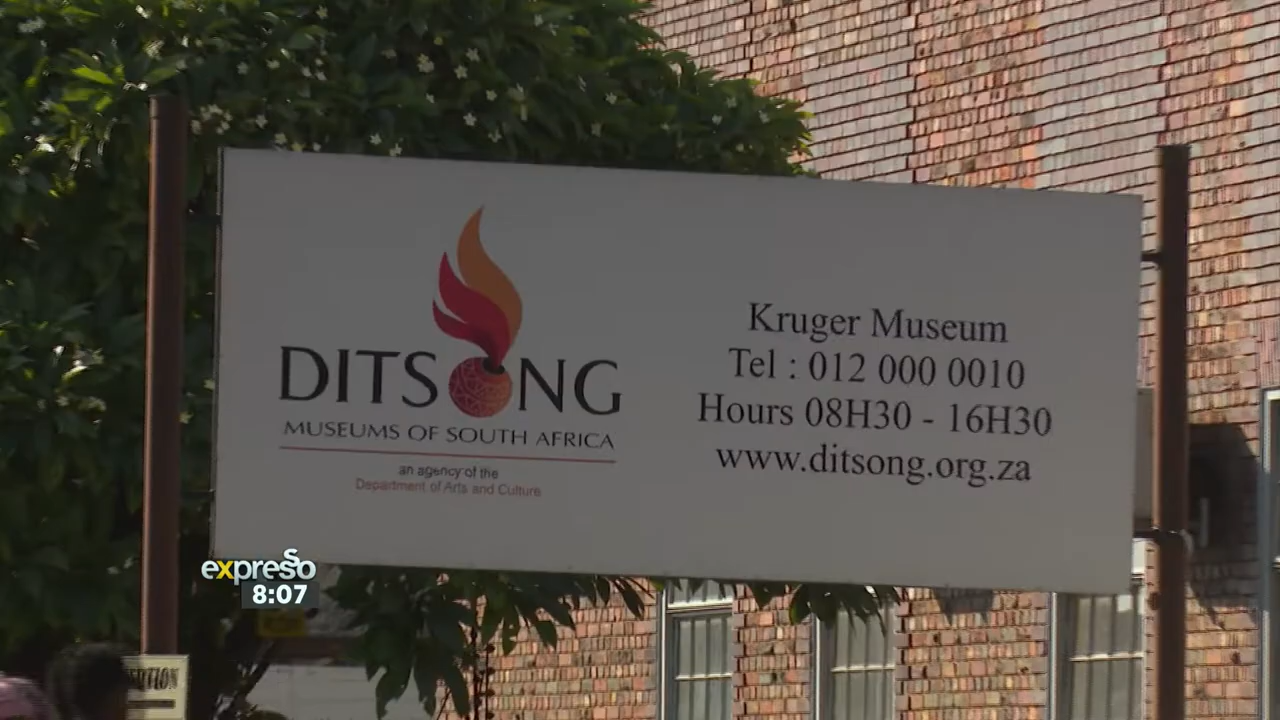 DITSONG
MUSEUMS OF SOUTH AFRICA
an agency of the
Department of Arts and Culture
Kruger Museum
Tel : 012 000 0010
Hours 08H30 - 16H30
www.ditsong.org.za
expresso
8:07